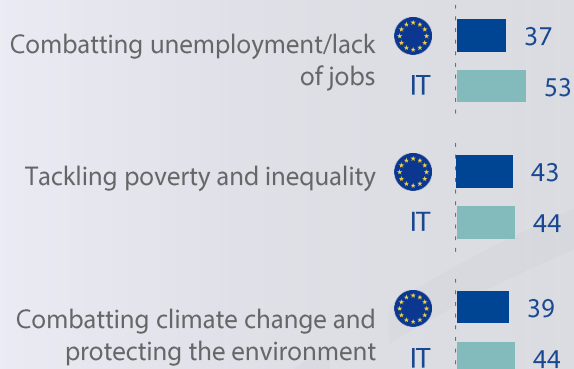 Combatting unemployment/lack of jobs
37
IT 53
Tackling poverty and inequality
43
IT 44
Combatting climate change and protecting the environment
39
IT 44